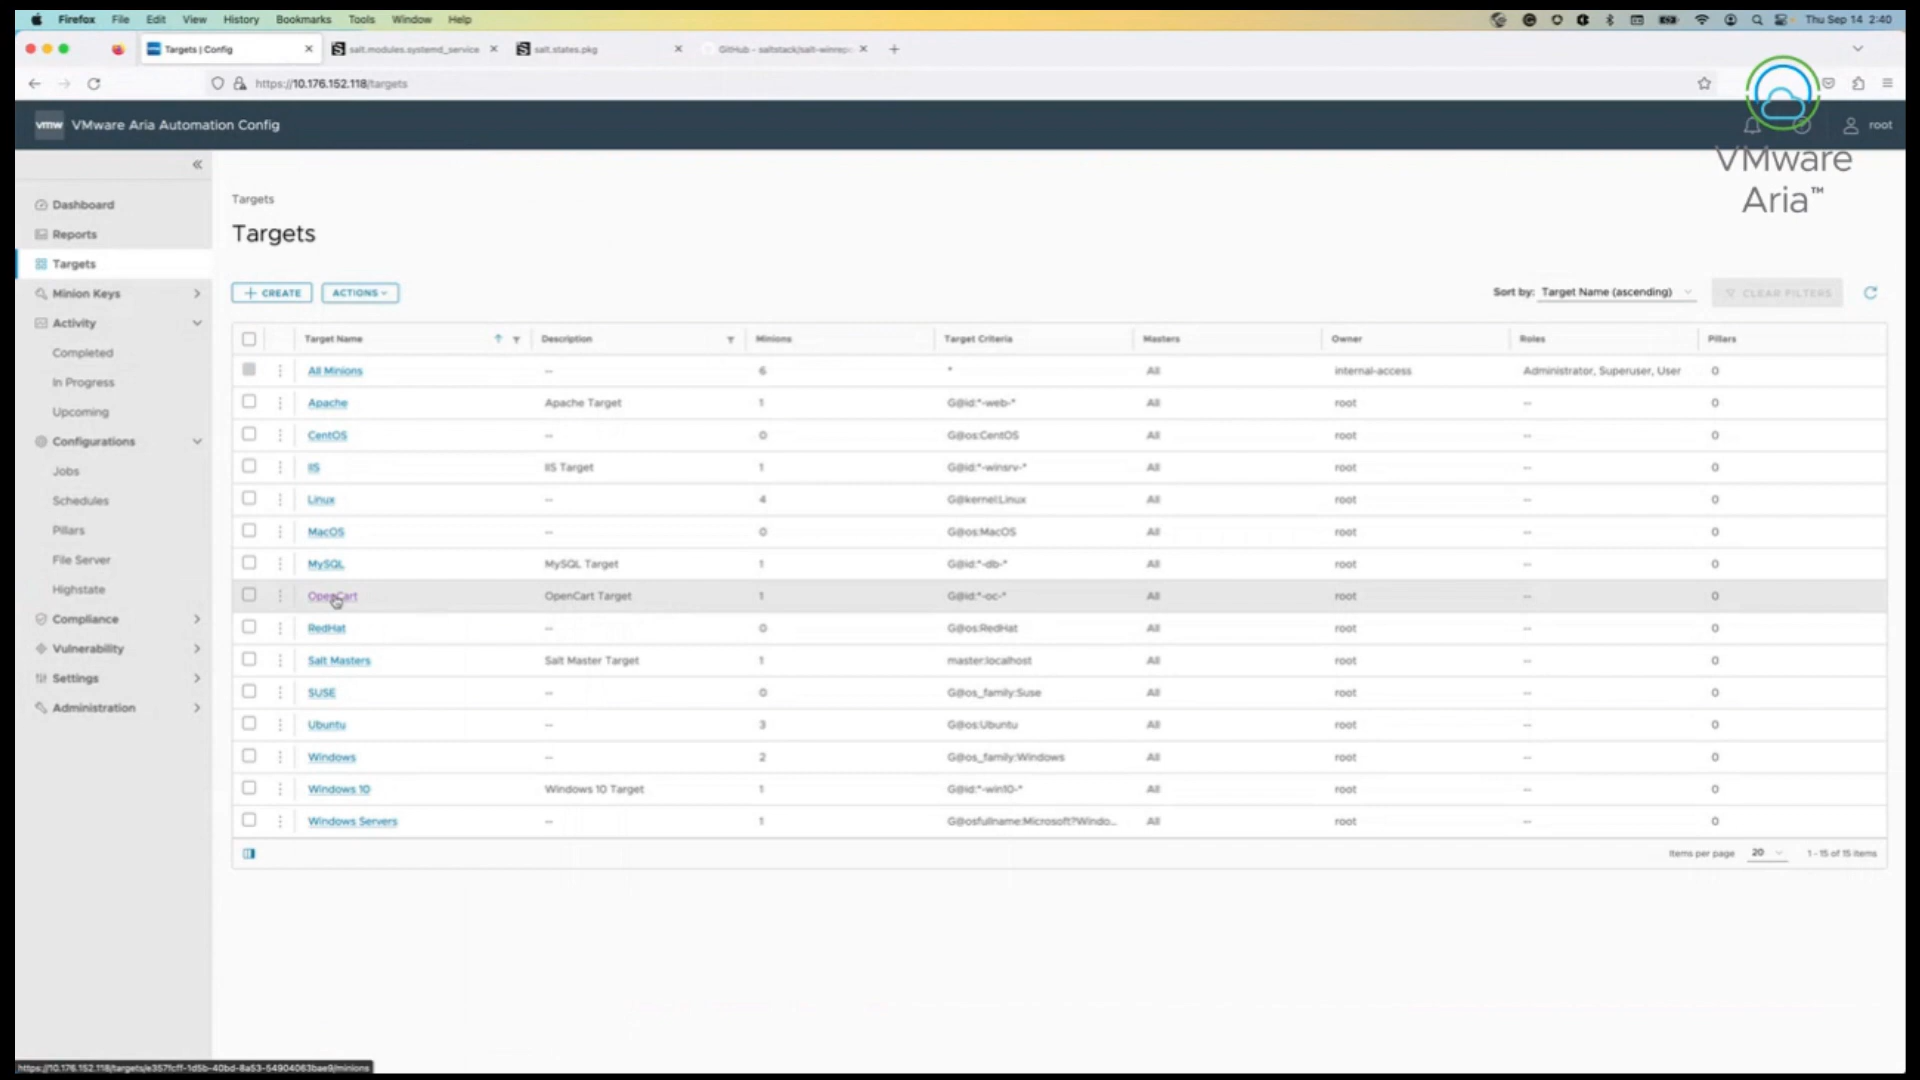 Firefox File Edit View History Bookmarks Tools Window Help Thu Sep 14 2:40
Targets | Config salt.modules.systemd_service salt.states.pkg GitHub - saltstack/salt-winrep
https://10.176.152.118/targets
vmw VMware Aria Automation Config root
VMware
Aria™
Dashboard
Reports
Targets
Minion Keys
Activity
Completed
In Progress
Upcoming
Configurations
Jobs
Schedules
Pillars
File Server
Highstate
Compliance
Vulnerability
Settings
Administration
Targets
Targets
+ CREATE ACTIONS Sort by: Target Name (ascending) CLEAR FILTERS
Target Name Description Minions Target Criteria Masters Owner Roles Pillars
All Minions -- 6 * All internal-access Administrator, Superuser, User 0
Apache Apache Target 1 G@id:*-web-* All root -- 0
CentOS -- 0 G@os:CentOS All root -- 0
IIS IIS Target 1 G@id:*-winsrv-* All root -- 0
Linux -- 4 G@kernel:Linux All root -- 0
MacOS -- 0 G@os:MacOS All root -- 0
MySQL MySQL Target 1 G@id:*-db-* All root -- 0
OpenCart OpenCart Target 1 G@id:*-oc-* All root -- 0
RedHat -- 0 G@os:RedHat All root -- 0
Salt Masters Salt Master Target 1 master:localhost All root -- 0
SUSE -- 0 G@os_family:Suse All root -- 0
Ubuntu -- 3 G@os:Ubuntu All root -- 0
Windows -- 2 G@os_family:Windows All root -- 0
Windows 10 Windows 10 Target 1 G@id:*-win10-* All root -- 0
Windows Servers -- 1 G@osfullname:Microsoft?Windo... All root -- 0
Items per page 20 1 - 15 of 15 items
https://10.176.152.118/targets/e357fcff-1d5b-40bd-8a53-54904063bae9/minions